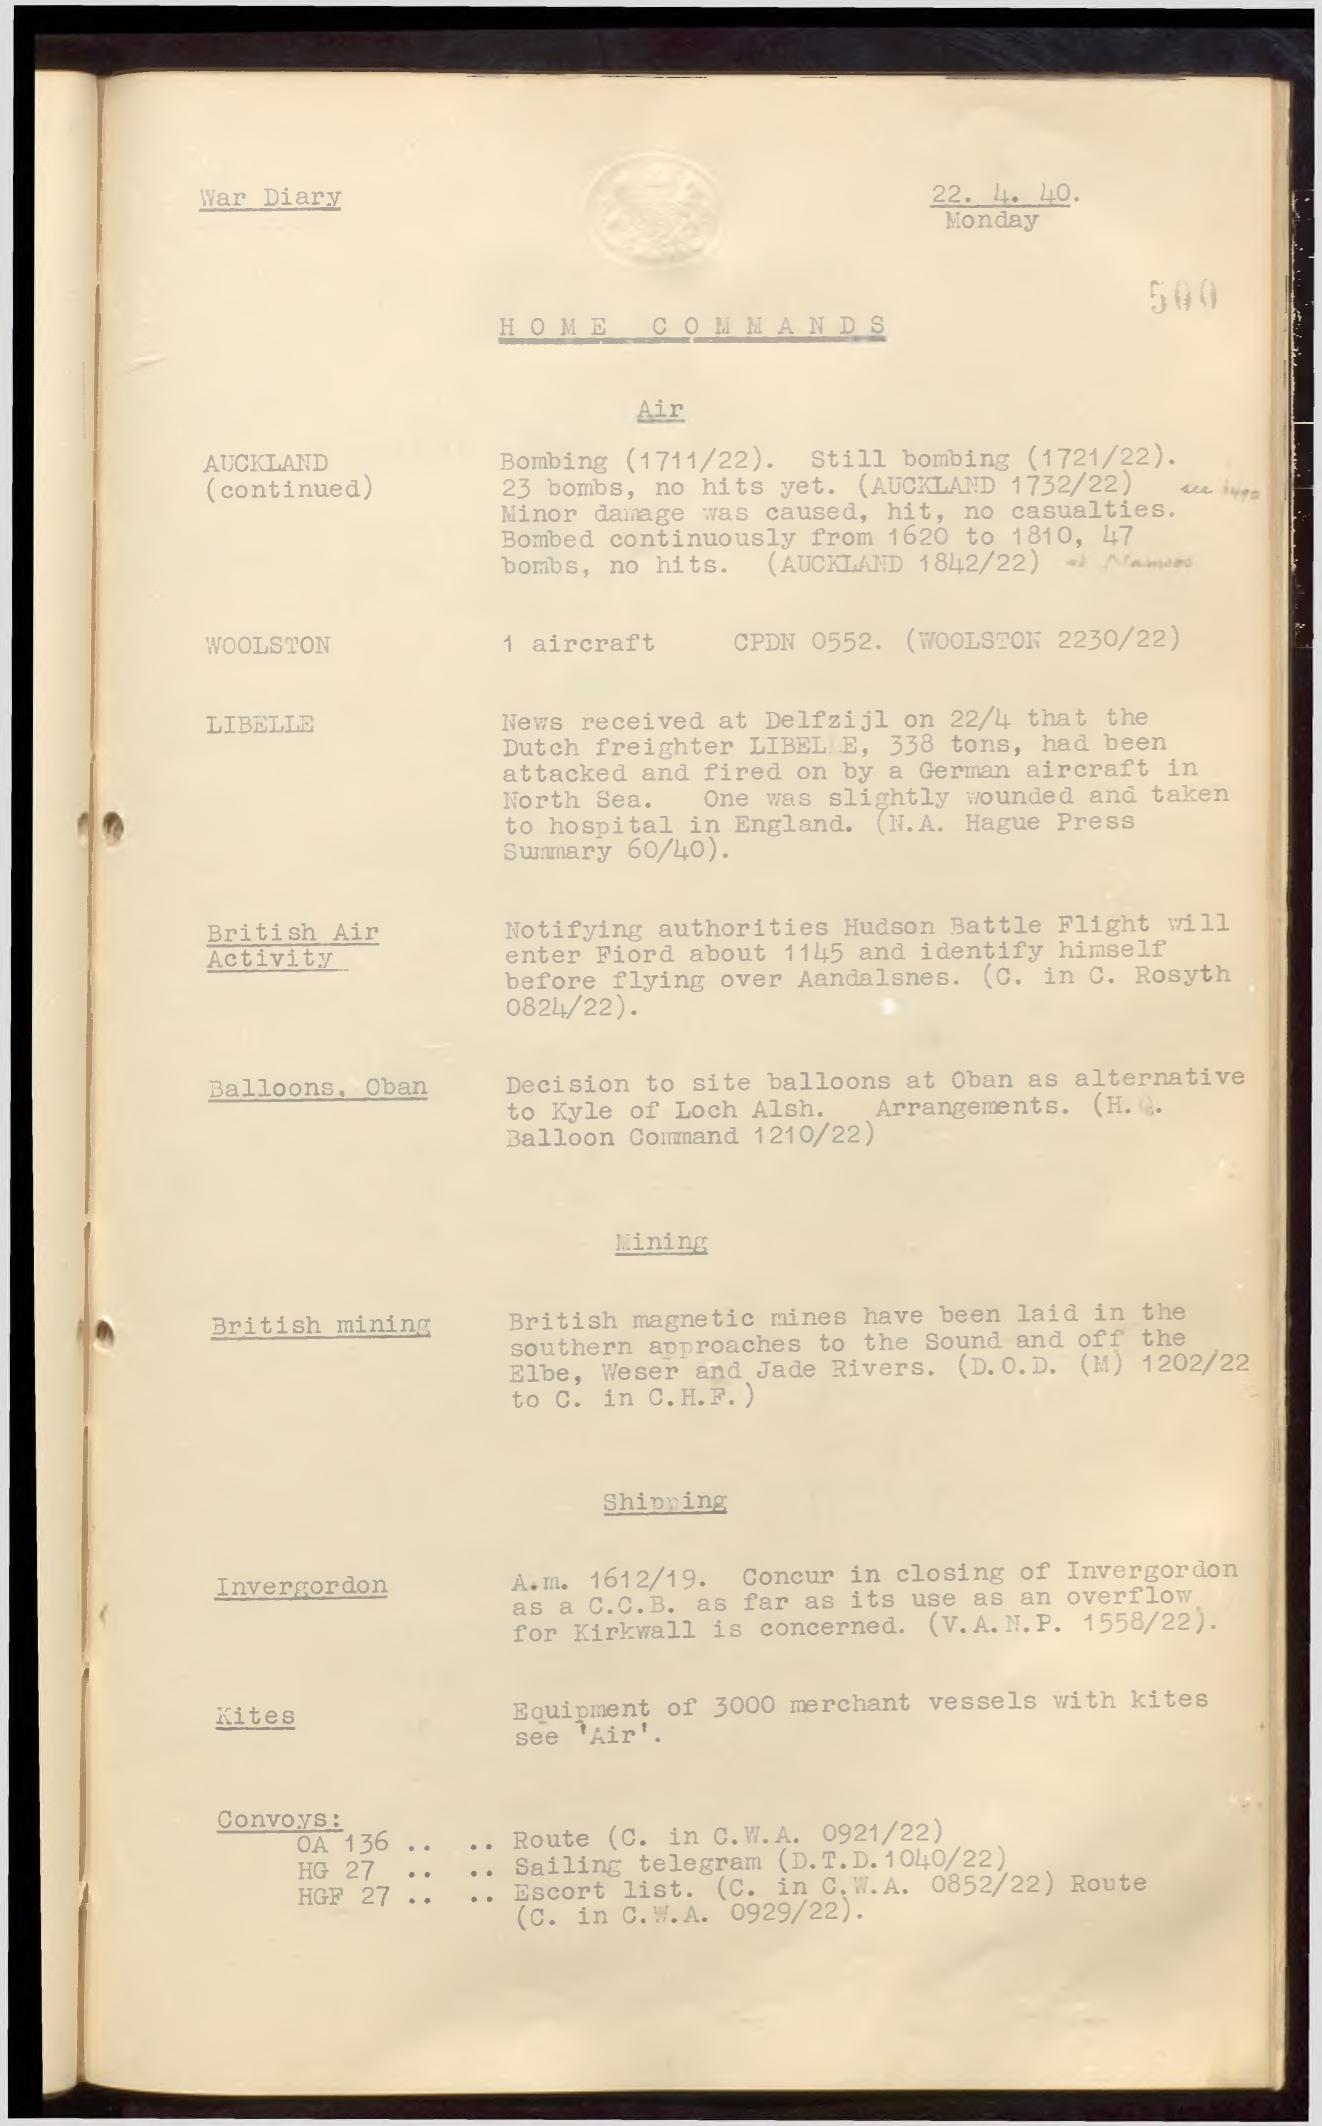 War Diary
22. 4. 40.
Monday
500
HOME COMMANDS
Air
AUCKLAND
(continued)
Bombing (1711/22). Still bombing (1721/22).
23 bombs, no hits yet. (AUCKLAND 1732/22) see
Minor damage was caused, hit, no casualties.
Bombed continuously from 1620 to 1810, 47
bombs, no hits. (AUCKLAND 1842/22) at Namsos
WOOLSTON
1 aircraft CPDN 0552. (WOOLSTON 2230/22)
LIBELLE
News received at Delfzijl on 22/4 that the
Dutch freighter LIBEL E, 338 tons, had been
attacked and fired on by a German aircraft in
North Sea. One was slightly wounded and taken
to hospital in England. (N.A. Hague Press
Summary 60/40).
British Air
Activity
Notifying authorities Hudson Battle Flight will
enter Fiord about 1145 and identify himself
before flying over Aandalsnes. (C. in C. Rosyth
0824/22).
Balloons, Oban
Decision to site balloons at Oban as alternative
to Kyle of Loch Alsh. Arrangements. (H.Q.
Balloon Command 1210/22)
Mining
British mining
British magnetic mines have been laid in the
southern approaches to the Sound and off the
Elbe, Weser and Jade Rivers. (D.O.D. (M) 1202/22
to C. in C.H.F.)
Shipping
Invergordon
A.m. 1612/19. Concur in closing of Invergordon
as a C.C.B. as far as its use as an overflow
for Kirkwall is concerned. (V.A.N.P. 1558/22).
Kites
Equipment of 3000 merchant vessels with kites
see 'Air'.
Convoys:
OA 136 .. .. Route (C. in C.W.A. 0921/22)
HG 27 .. .. Sailing telegram (D.T.D.1040/22)
HGF 27 .. .. Escort list. (C. in C.W.A. 0852/22) Route
(C. in C.W.A. 0929/22).